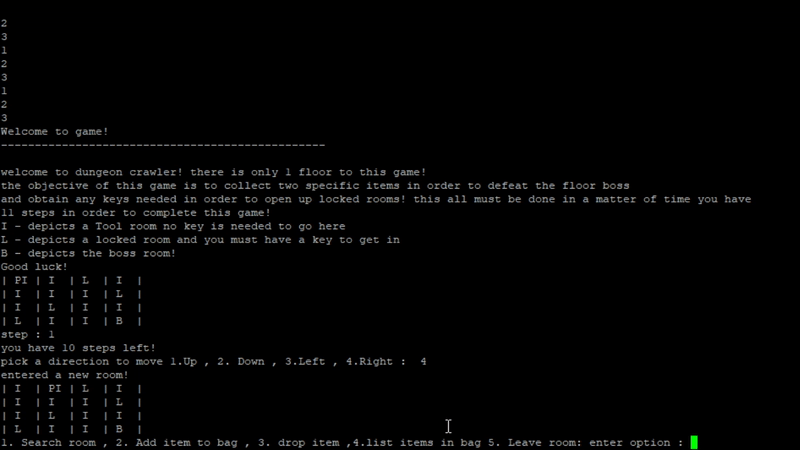 2
3
1
2
3
1
2
3
Welcome to game!
------------------------------------------------
welcome to dungeon crawler! there is only 1 floor to this game!
the objective of this game is to collect two specific items in order to defeat the floor boss
and obtain any keys needed in order to open up locked rooms! this all must be done in a matter of time you have
11 steps in order to complete this game!
I - depicts a Tool room no key is needed to go here
L - depicts a locked room and you must have a key to get in
B - depicts the boss room!
Good luck!
| PI | I | L | I |
| I | I | I | L |
| I | L | I | I |
| L | I | I | B |
step : 1
you have 10 steps left!
pick a direction to move 1.Up , 2. Down , 3.Left , 4.Right : 4
entered a new room!
| I | PI | L | I |
| I | I | I | L |
| I | L | I | I |
| L | I | I | B |
1. Search room , 2. Add item to bag , 3. drop item ,4.list items in bag 5. Leave room: enter option :